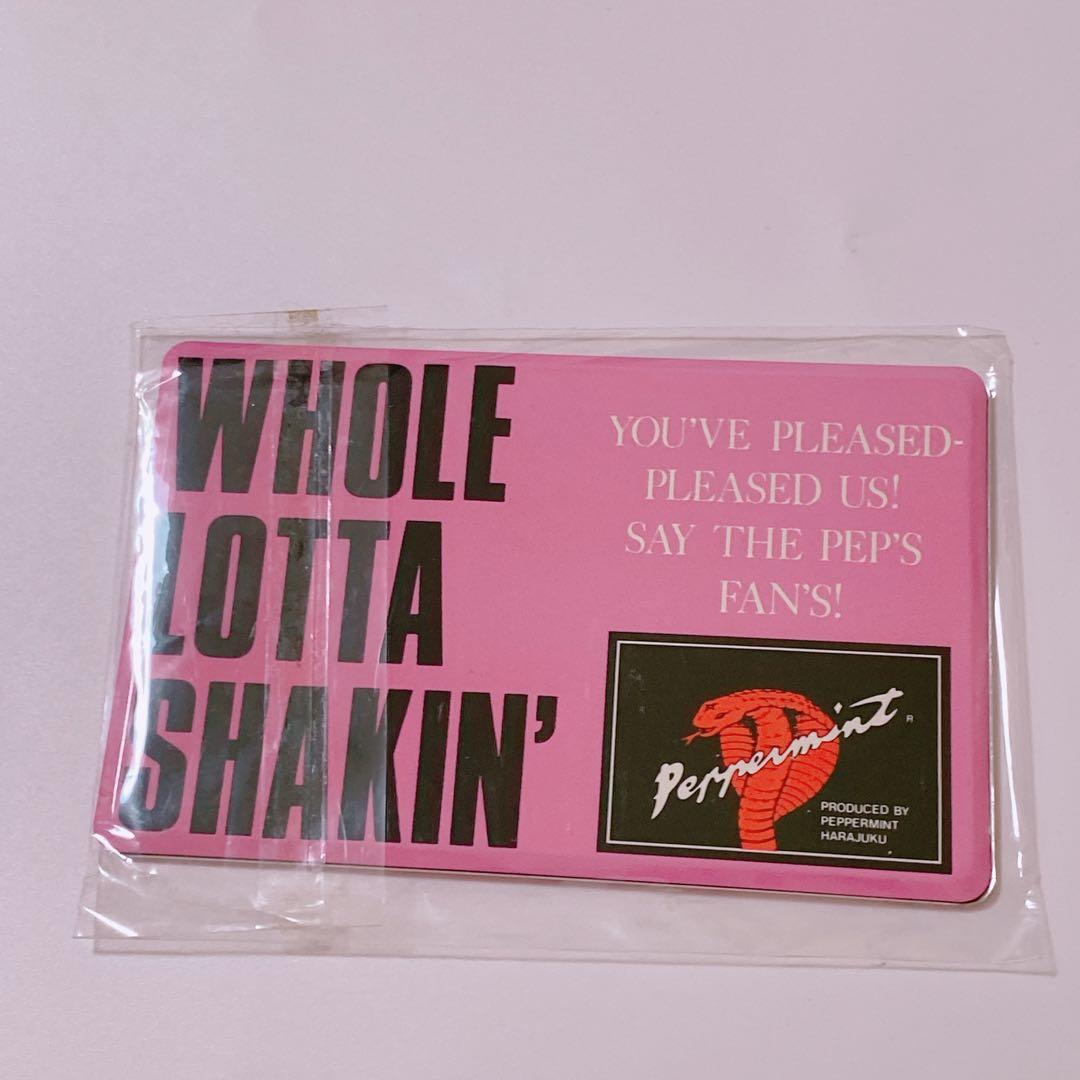 WHOLE
LOTTA
SHAKIN'
YOU'VE PLEASED-
PLEASED US!
SAY THE PEP'S
FAN'S!
Peppermint ®
PRODUCED BY
PEPPERMINT
HARAJUKU